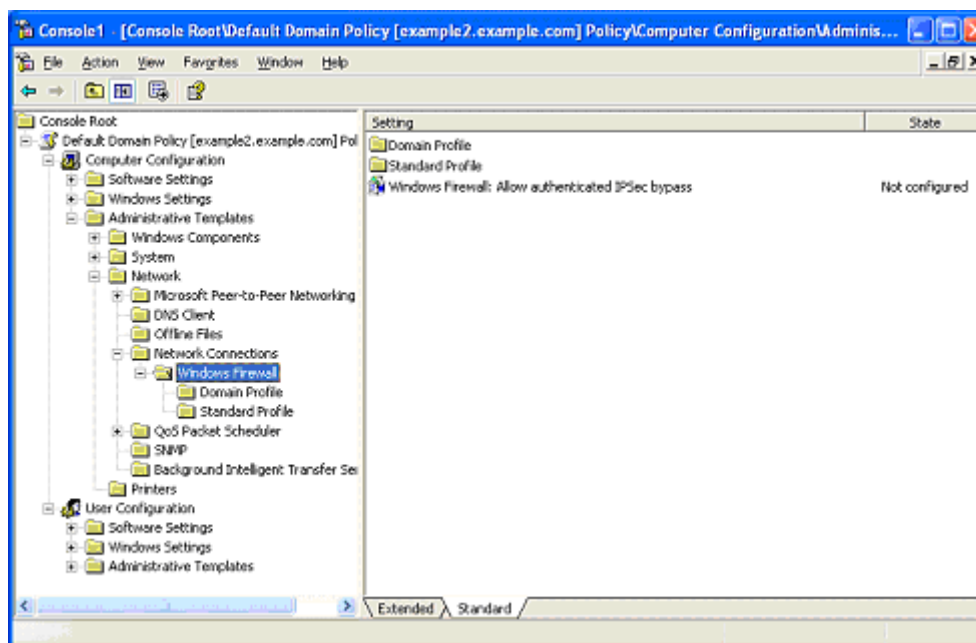 Console1 - [Console Root\Default Domain Policy [example2.example.com] Policy\Computer Configuration\Adminis...
File Action View Favorites Window Help
Console Root
Default Domain Policy [example2.example.com] Pol
Computer Configuration
Software Settings
Windows Settings
Administrative Templates
Windows Components
System
Network
Microsoft Peer-to-Peer Networking
DNS Client
Offline Files
Network Connections
Windows Firewall
Domain Profile
Standard Profile
QoS Packet Scheduler
SNMP
Background Intelligent Transfer Ser
Printers
User Configuration
Software Settings
Windows Settings
Administrative Templates
Setting State
Domain Profile
Standard Profile
Windows Firewall: Allow authenticated IPSec bypass Not configured
Extended Standard